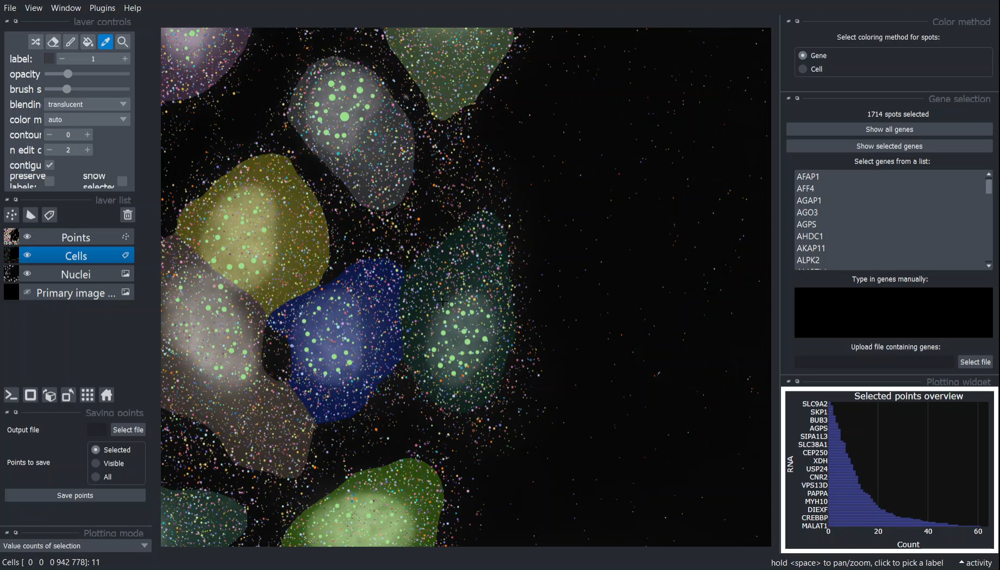 File View Window Plugins Help
layer controls
label: 1
opacity
brush s
blendin translucent
color m auto
contour 0
n edit c 2
contigu
preserve labels: show selected
layer list
Points
Cells
Nuclei
Primary image ...
Saving points
Output file Select file
Points to save
Selected
Visible
All
Save points
Plotting mode
Value counts of selection
Cells [ 0 0 0 942 778]: 11
Color method
Select coloring method for spots:
Gene
Cell
Gene selection
1714 spots selected
Show all genes
Show selected genes
Select genes from a list:
AFAP1
AFF4
AGAP1
AGO3
AGPS
AHDC1
AKAP11
ALPK2
Type in genes manually:
Upload file containing genes:
Select file
Plotting widget
Selected points overview
SLC9A2
SKP1
BUB3
AGPS
SIPA1L3
SLC38A1
CEP250
XDH
USP24
CNR2
VPS13D
PAPPA
MYH10
DIEXF
CREBBP
MALAT1
RNA
0 20 40 60
Count
hold <space> to pan/zoom, click to pick a label activity